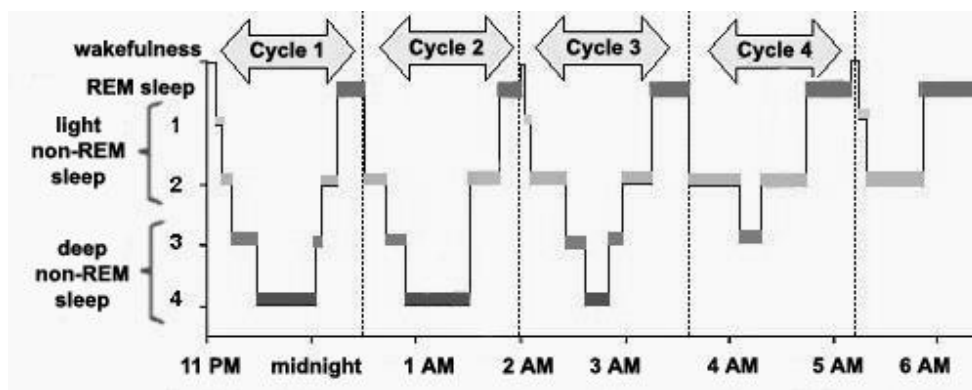 wakefulness
Cycle 1 Cycle 2 Cycle 3 Cycle 4
REM sleep
light
non-REM
sleep
1
2
deep
non-REM
sleep
3
4
11 PM midnight 1 AM 2 AM 3 AM 4 AM 5 AM 6 AM